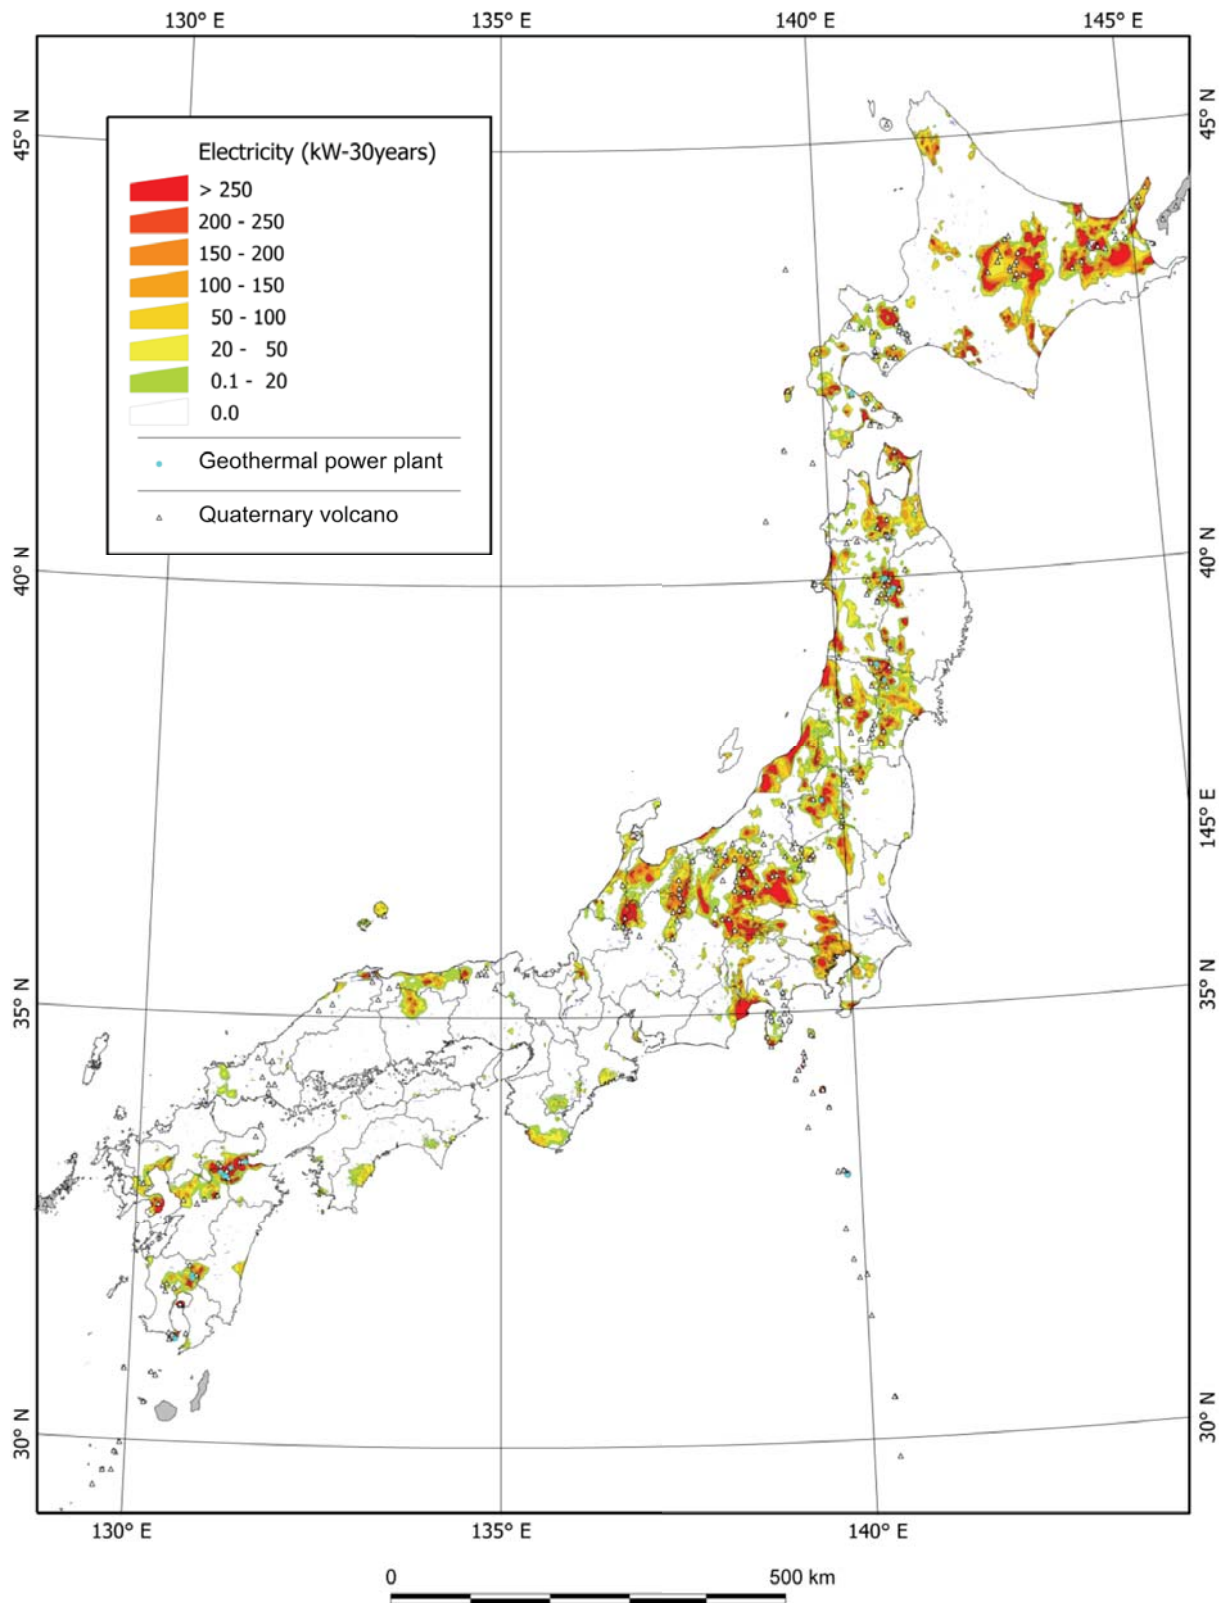 130° E 135° E 140° E 145° E
45° N
45° N
Electricity (kW-30years)
> 250
200 - 250
150 - 200
100 - 150
50 - 100
20 - 50
0.1 - 20
0.0
Geothermal power plant
Quaternary volcano
40° N
40° N
145° E
35° N
35° N
30° N
30° N
130° E 135° E 140° E
0 500 km